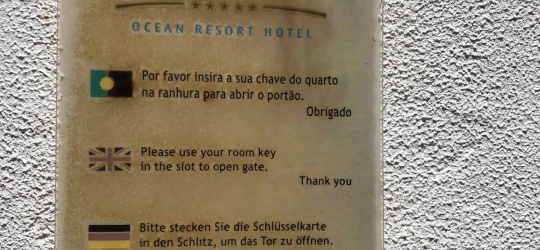 OCEAN RESORT HOTEL
Por favor insira a sua chave do quarto
na ranhura para abrir o portão.
Obrigado
Please use your room key
in the slot to open gate.
Thank you
Bitte stecken Sie die Schlüsselkarte
in den Schlitz, um das Tor zu öffnen.